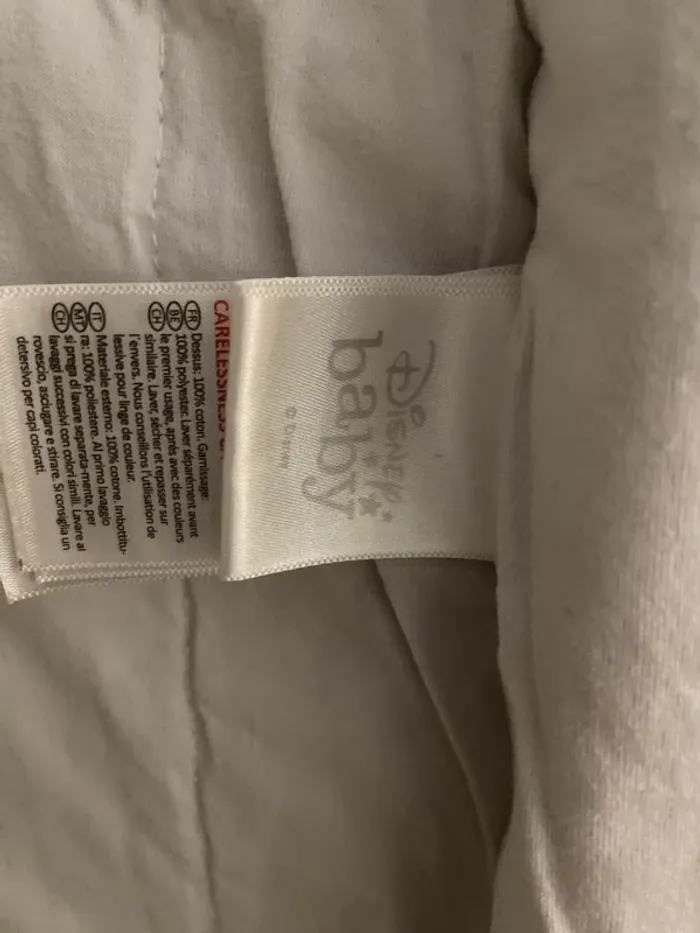 DISNEY
baby
© DISNEY
CARELESSNESS
FR Dessus: 100% coton. Garnissage:
BE 100% polyester. Laver séparément avant
CH le premier usage, après avec des couleurs
similaire. Laver, sécher et repasser sur
l'envers. Nous conseillons l'utilisation de
lessive pour linge de couleur.
IT Materiale esterno: 100% cotone. Imbottitu-
MT ra: 100% poliestere. Al primo lavaggio
CH si prega di lavare separata-mente, per
lavaggi successivi con colori simili. Lavare al
rovescio, asciugare e stirare. Si consiglia un
detersivo per capi colorati.